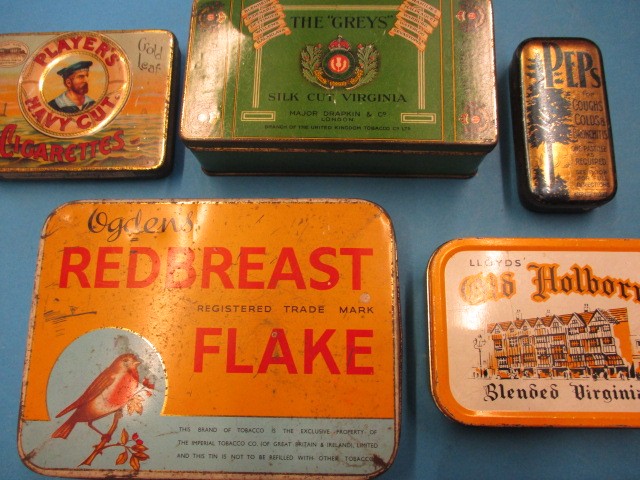 PLAYER'S
NAVY CUT
CIGARETTES
Gold
Leaf
THE "GREYS"
SILK CUT VIRGINIA
MAJOR DRAPKIN & Co
LONDON
BRANCH OF THE UNITED KINGDOM TOBACCO Co LTD
PEPS
FOR
COUGHS
COLDS &
BRONCHITIS
REQUIRED
Ogdens
REDBREAST
REGISTERED TRADE MARK
FLAKE
THIS BRAND OF TOBACCO IS THE EXCLUSIVE PROPERTY OF
THE IMPERIAL TOBACCO CO. (OF GREAT BRITAIN & IRELAND), LIMITED
AND THIS TIN IS NOT TO BE REFILLED WITH OTHER TOBACCO
LLOYDS'
Old Holborn
Blended Virginia